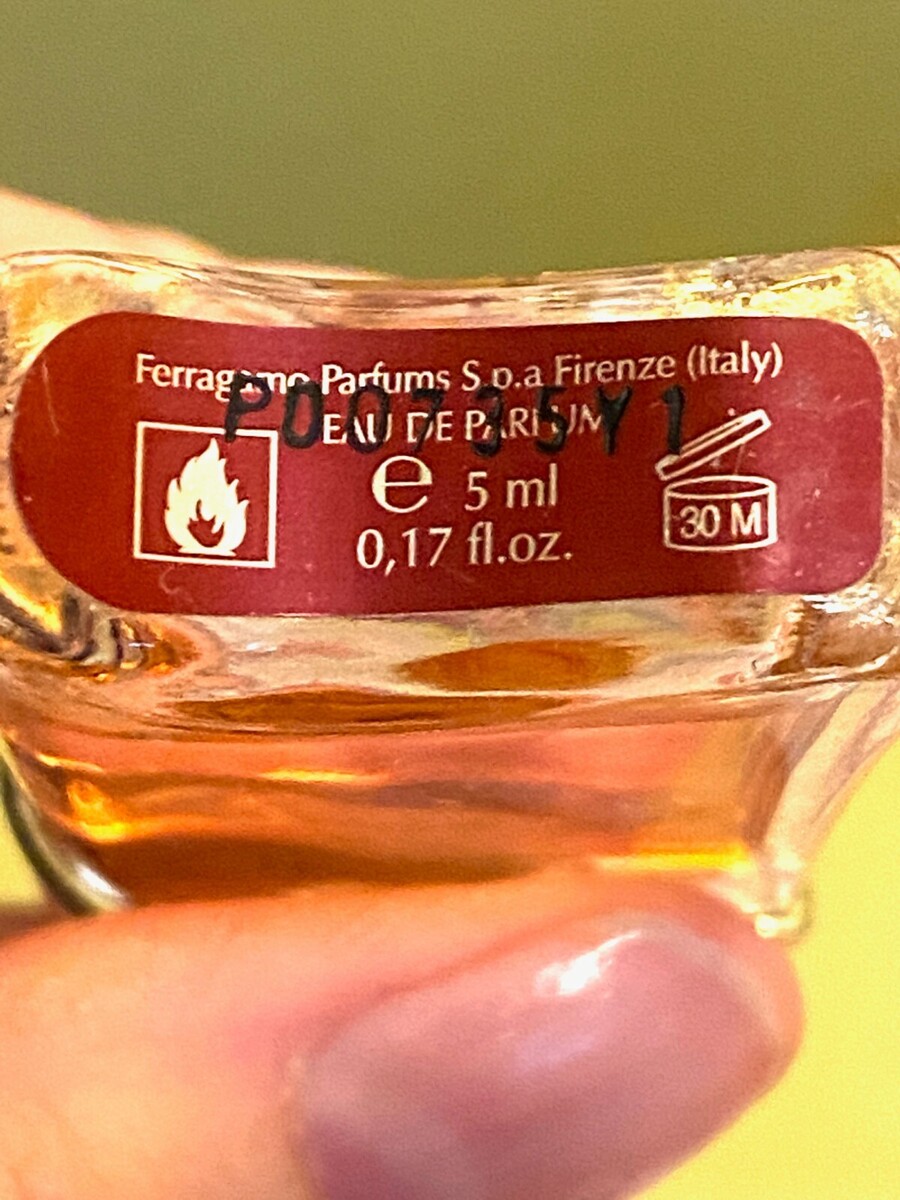 Ferragamo Parfums S.p.a Firenze (Italy)
P00735Y1
EAU DE PARFUM
e 5 ml
0,17 fl.oz.
30 M